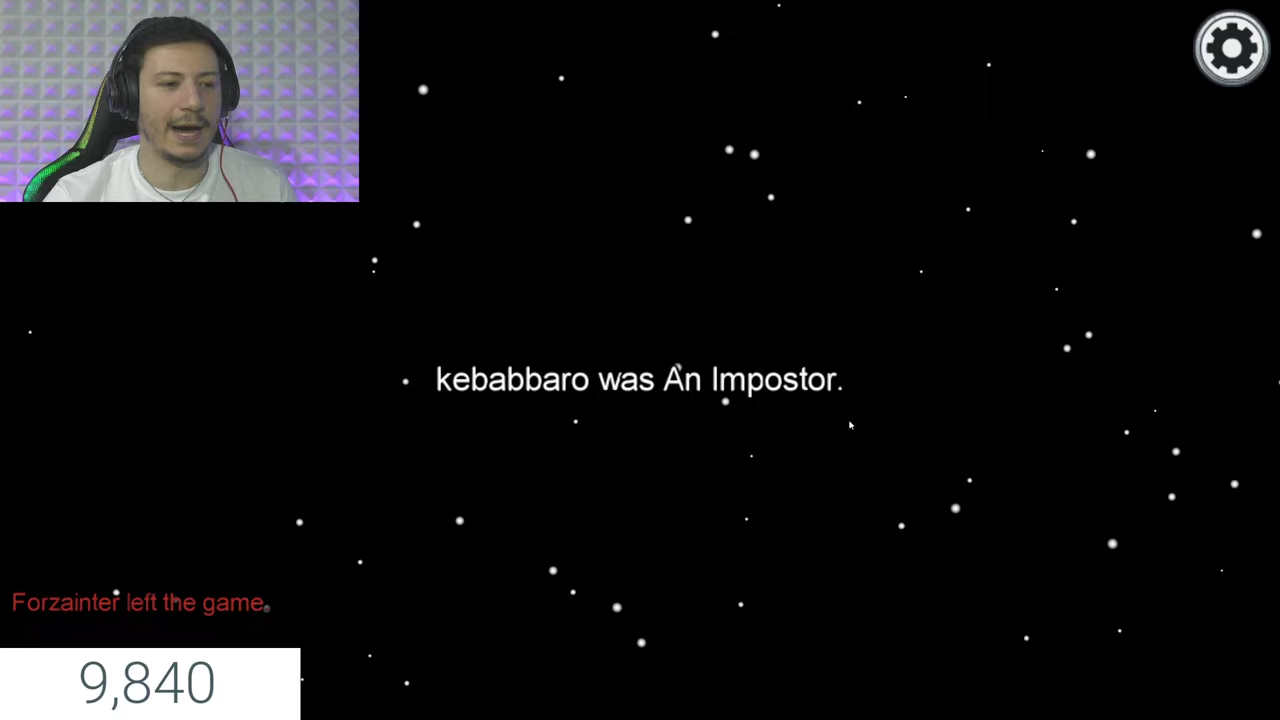 kebabbaro was An Impostor.
Forzainter left the game.
9,840